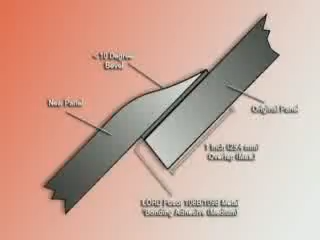 <10 Degree
Bevel
New Panel
Original Panel
1 Inch (25.4 mm)
Overlap (Max.)
LORD Fusor 108B/109B Metal
Bonding Adhesive (Medium)